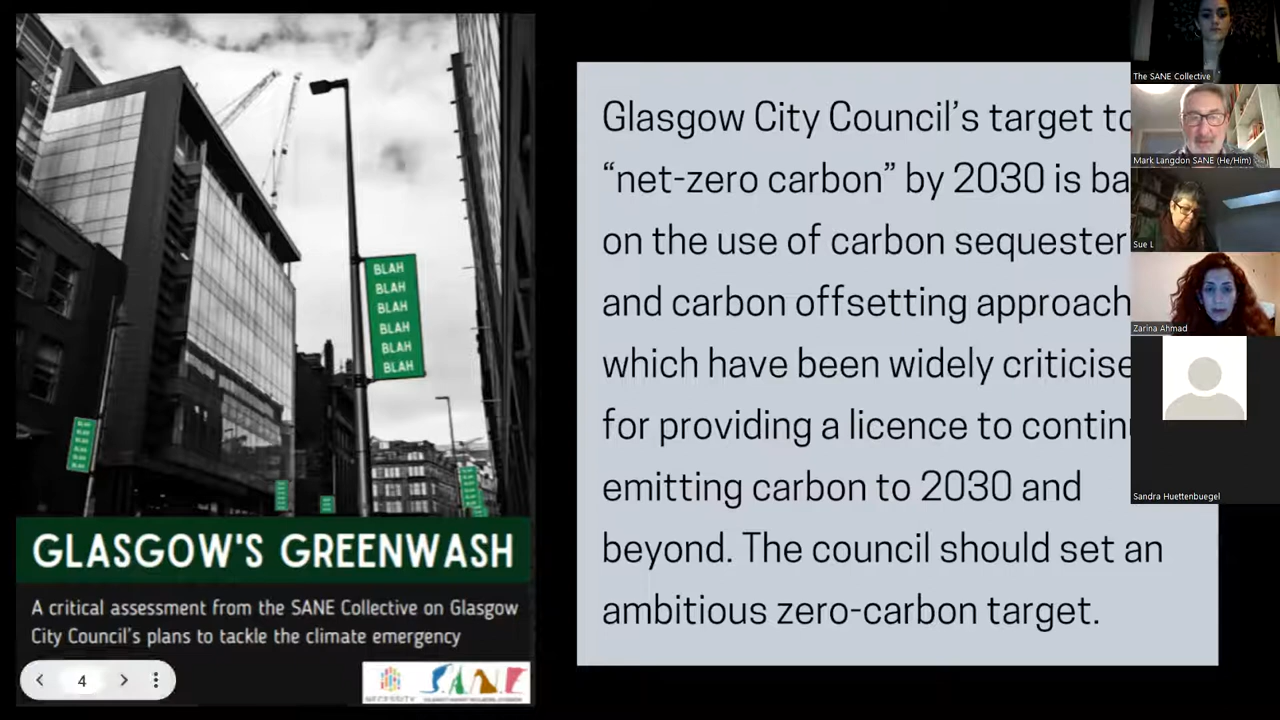 BLAH
BLAH
BLAH
BLAH
BLAH
BLAH
GLASGOW'S GREENWASH
A critical assessment from the SANE Collective on Glasgow
City Council's plans to tackle the climate emergency
4
NECESSITY
S.A.N.E
Glasgow City Council’s target to
“net-zero carbon” by 2030 is ba
on the use of carbon sequester
and carbon offsetting approach
which have been widely criticise
for providing a licence to contin
emitting carbon to 2030 and
beyond. The council should set an
ambitious zero-carbon target.
The SANE Collective
Mark Langdon SANE (He/Him)
Sue L
Zarina Ahmad
Sandra Huettenbuegel